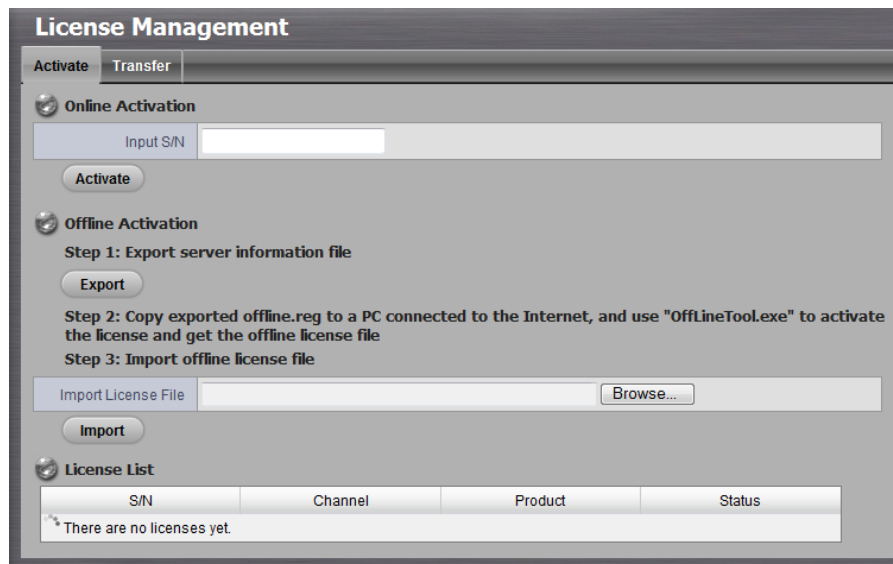 License Management
Activate Transfer
Online Activation
Input S/N
Activate
Offline Activation
Step 1: Export server information file
Export
Step 2: Copy exported offline.reg to a PC connected to the Internet, and use "OffLineTool.exe" to activate
the license and get the offline license file
Step 3: Import offline license file
Import License File Browse...
Import
License List
S/N Channel Product Status
There are no licenses yet.